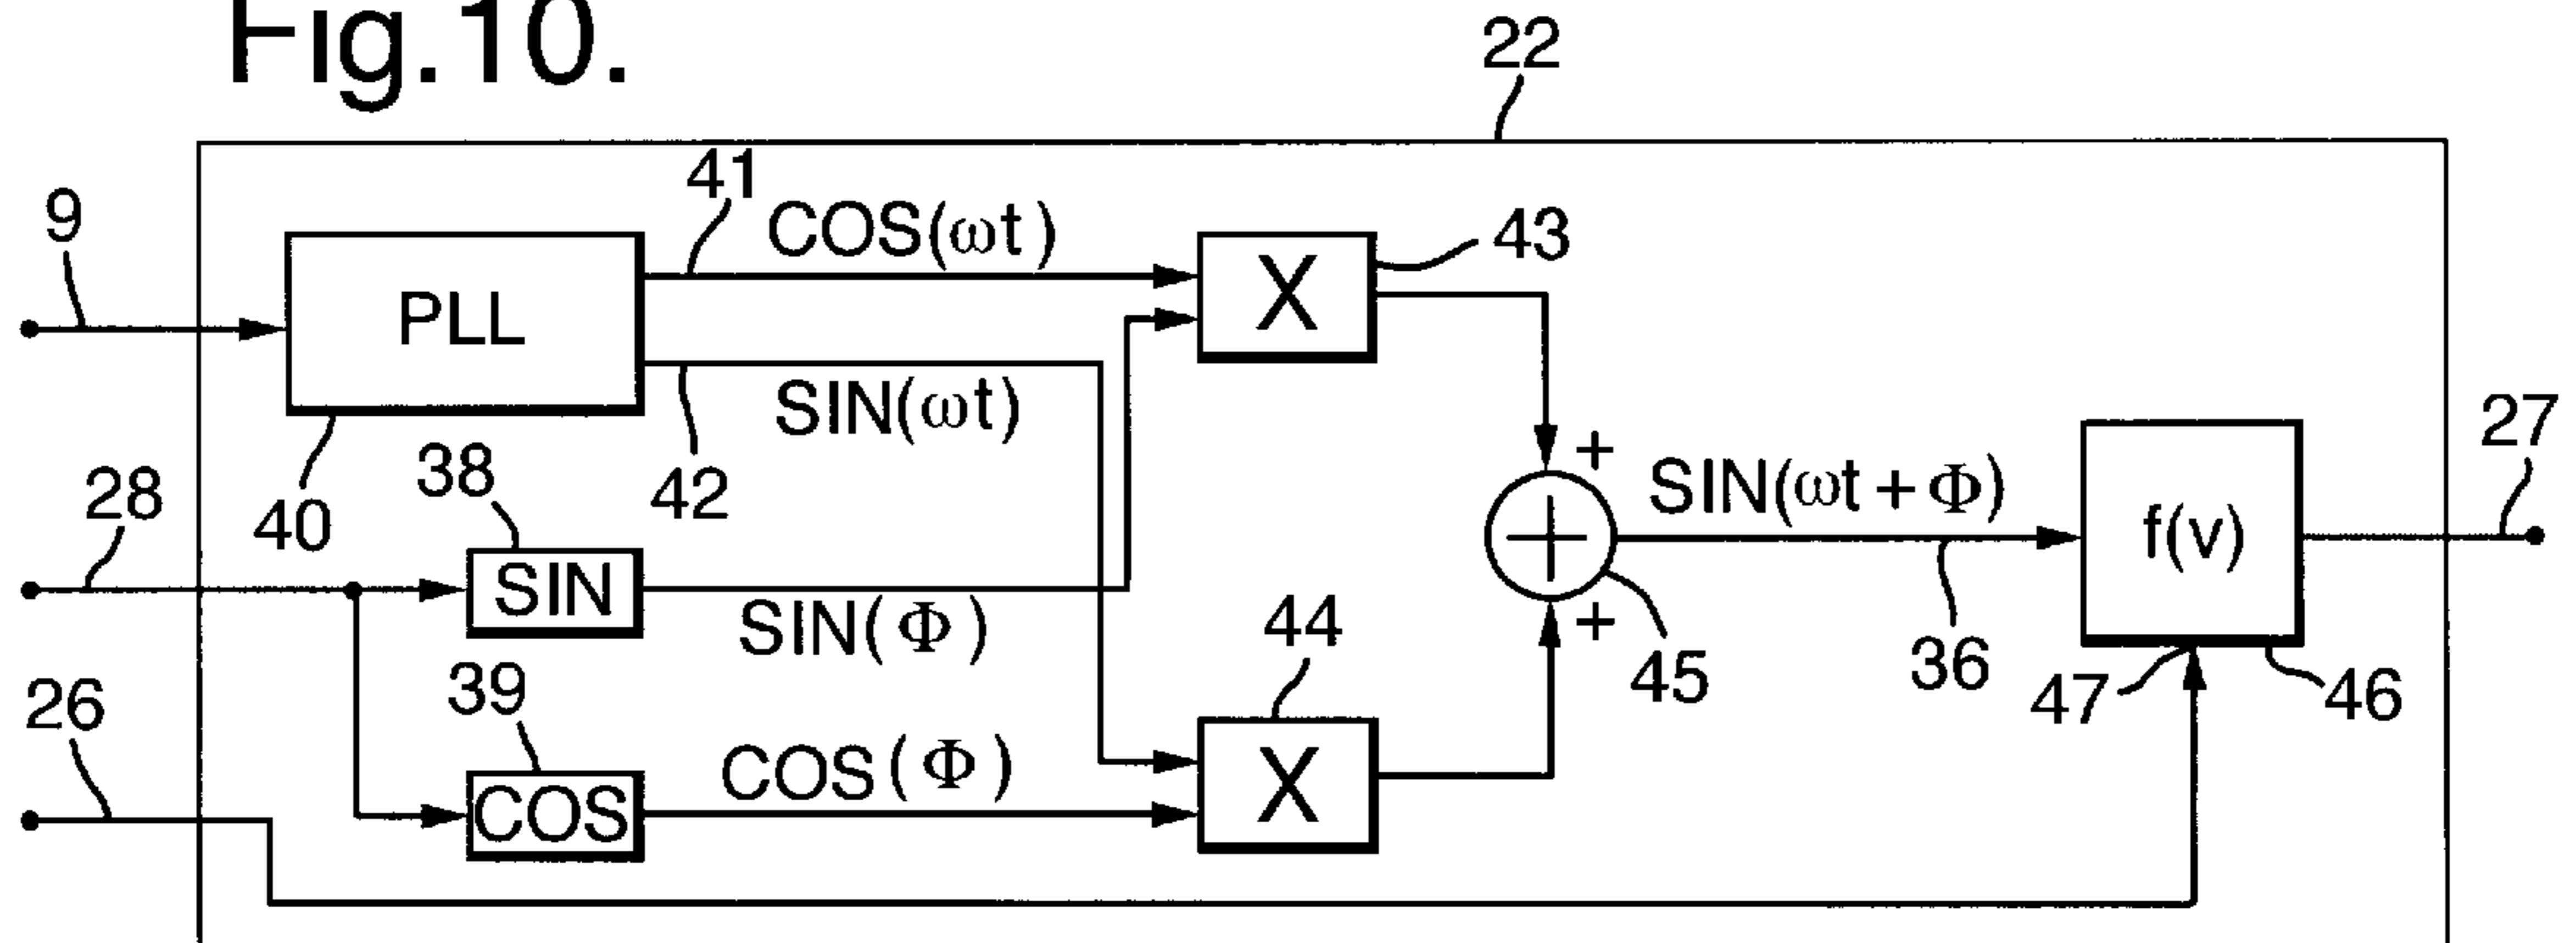 Fig.10.
22
41
9
COS(ωt)
43
PLL
X
SIN(ωt)
27
38
42
28
40
SIN(ωt + Φ)
f(v)
SIN
SIN(Φ)
+
+
44
45
36
47
46
39
26
COS(Φ)
COS
X